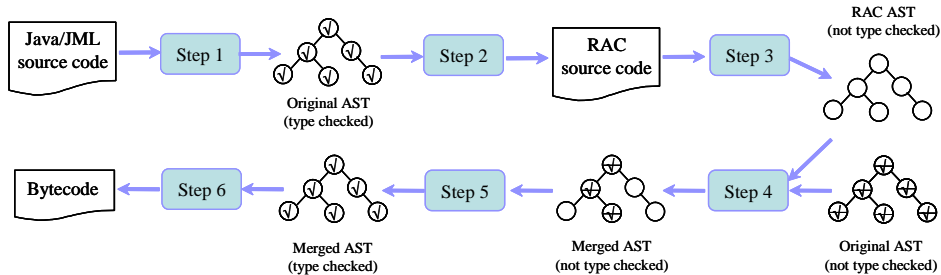 Java/JML
source code
Step 1
Original AST
(type checked)
Step 2
RAC
source code
Step 3
RAC AST
(not type checked)
Bytecode
Step 6
Merged AST
(type checked)
Step 5
Merged AST
(not type checked)
Step 4
Original AST
(not type checked)